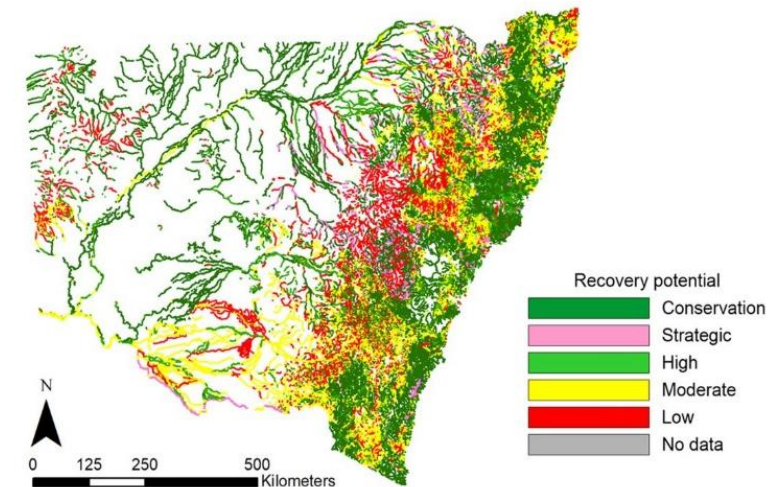 Recovery potential
Conservation
Strategic
High
Moderate
Low
No data
N
0 125 250 500
Kilometers